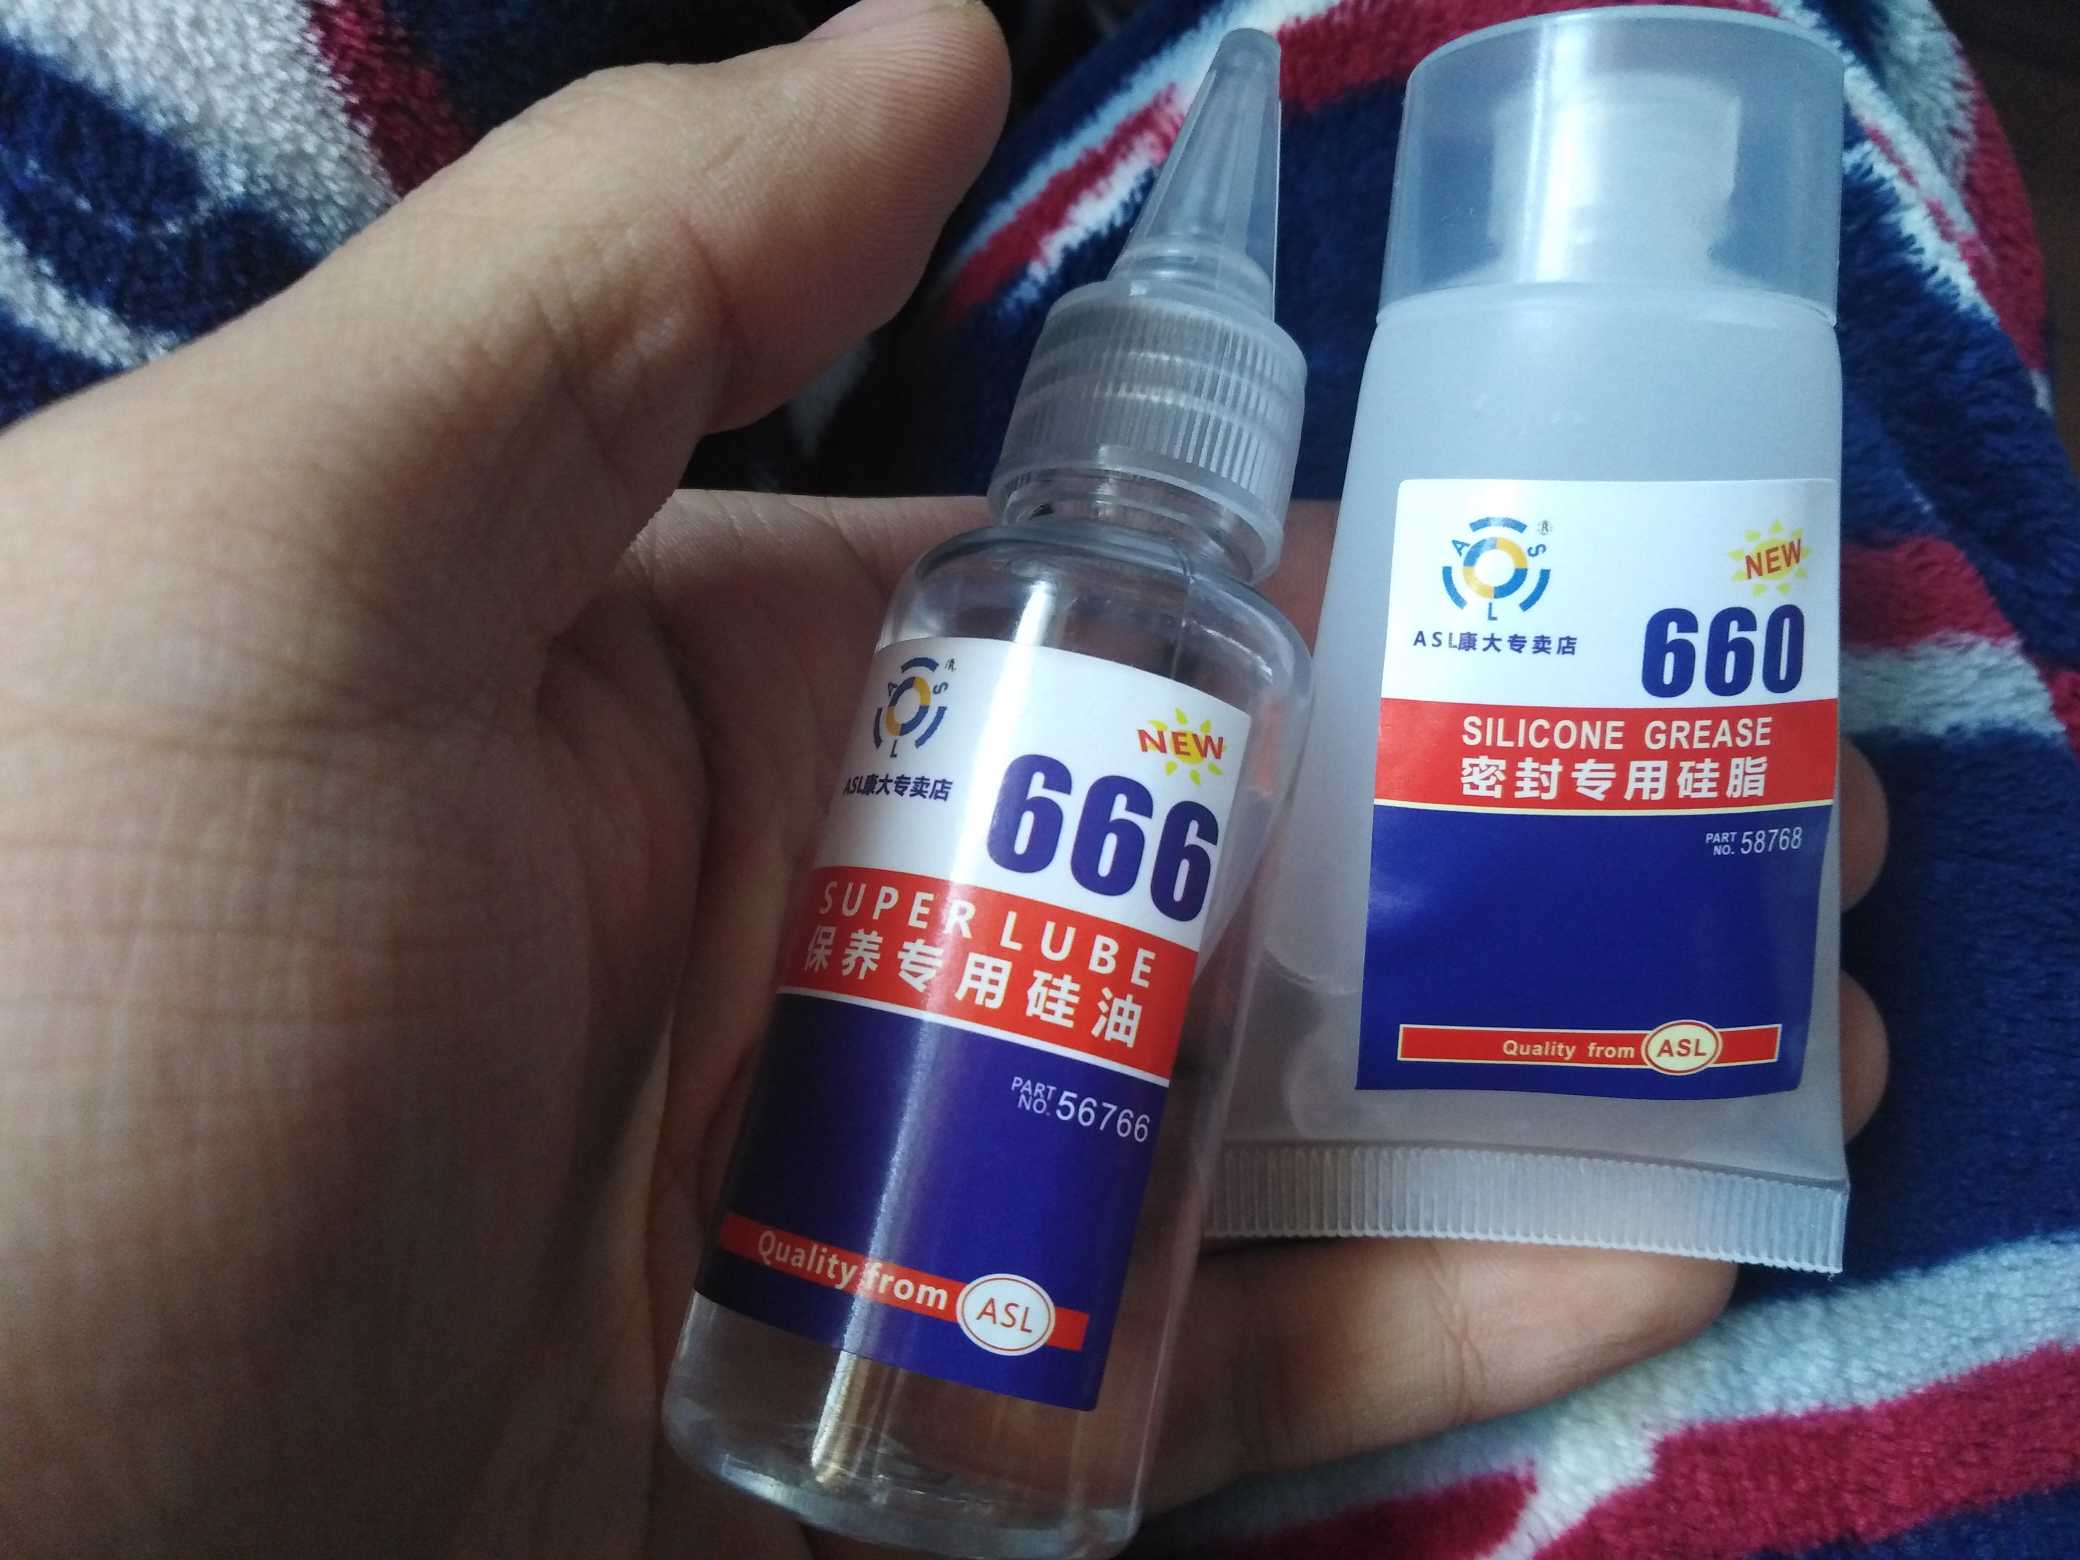 A S L
ASL康大专卖店
NEW
666
SUPER LUBE
保养专用硅油
PART NO. 56766
Quality from ASL
A S L
ASL康大专卖店
NEW
660
SILICONE GREASE
密封专用硅脂
PART NO. 58768
Quality from ASL